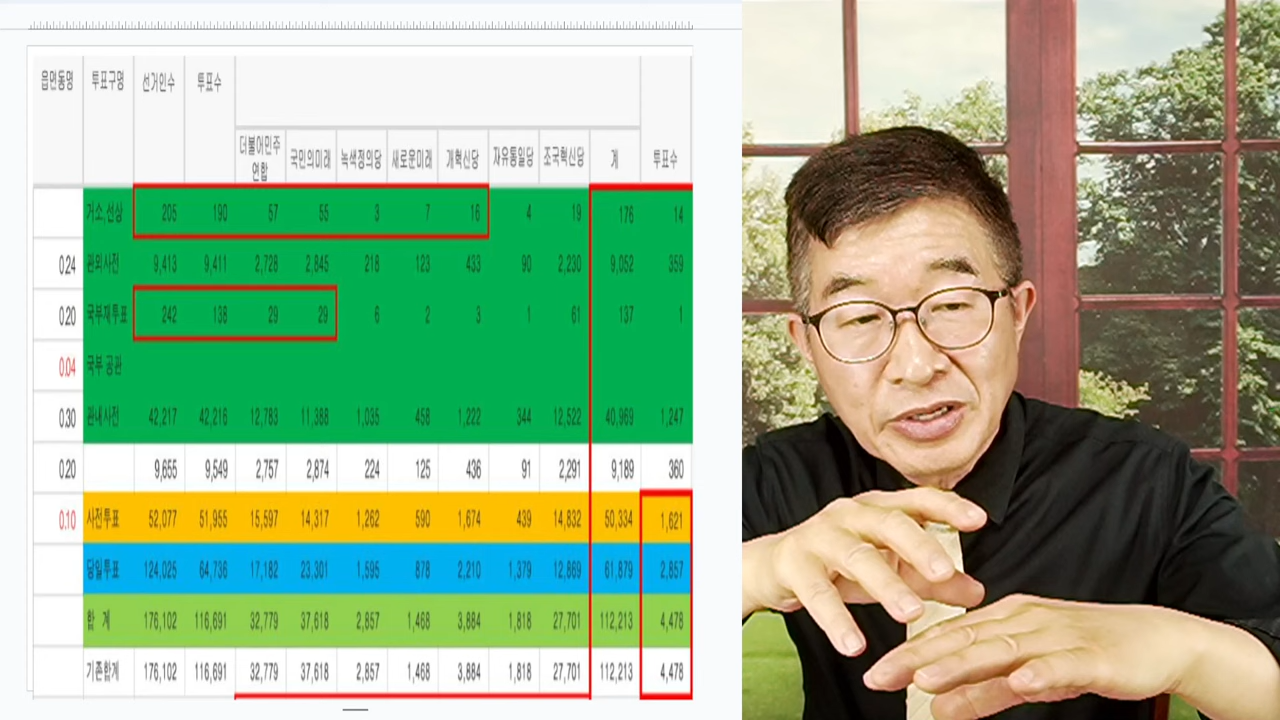 읍면동명 투표구명 선거인수 투표수 더불어민주연합 국민의미래 녹색정의당 새로운미래 개혁신당 자유통일당 조국혁신당 계 투표수
거소,선상 205 190 57 55 3 7 16 4 19 176 14
0.24 관외사전 9,413 9,411 2,728 2,845 218 123 433 90 2,230 9,052 359
0.20 국부재투표 242 138 29 29 6 2 3 1 61 137 1
0.04 국부 공관
0.30 관내사전 42,217 42,216 12,783 11,388 1,035 458 1,222 344 12,522 40,969 1,247
0.20 9,655 9,549 2,757 2,874 224 125 436 91 2,291 9,189 360
0.10 사전투표 52,077 51,955 15,597 14,317 1,262 590 1,674 439 14,832 50,334 1,621
당일투표 124,025 64,736 17,182 23,301 1,595 878 2,210 1,379 12,869 61,879 2,857
합 계 176,102 116,691 32,779 37,618 2,857 1,468 3,884 1,818 27,701 112,213 4,478
기존합계 176,102 116,691 32,779 37,618 2,857 1,468 3,884 1,818 27,701 112,213 4,478